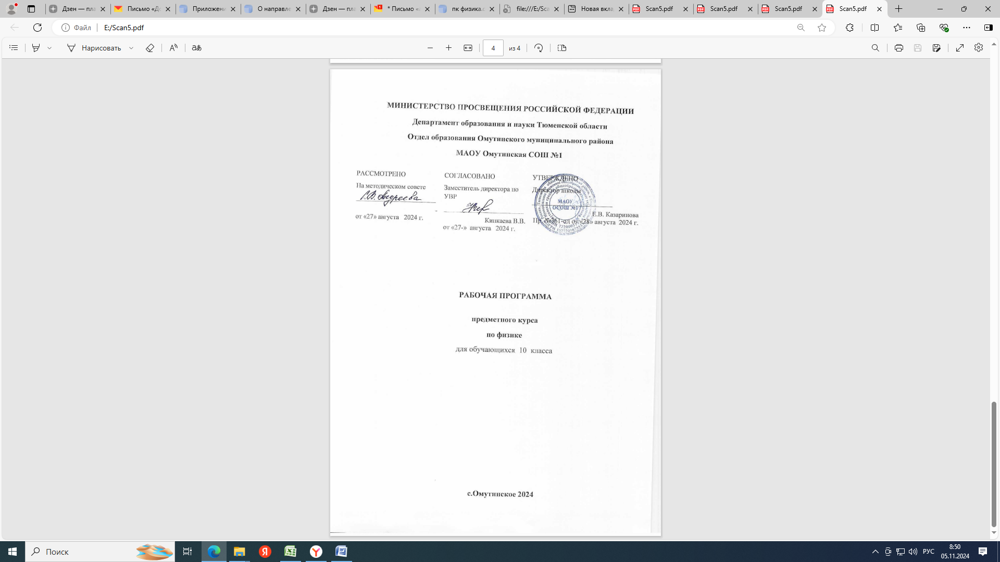 Дзен — пла
Письмо «До
Приложени
О направле
Дзен — пла
* Письмо «
пк физика.
file:///E:/Sca
Новая вкла
Scan5.pdf
Scan5.pdf
Scan5.pdf
Scan5.pdf
Файл
E:/Scan5.pdf
Нарисовать
4 из 4
МИНИСТЕРСТВО ПРОСВЕЩЕНИЯ РОССИЙСКОЙ ФЕДЕРАЦИИ
Департамент образования и науки Тюменской области
Отдел образования Омутинского муниципального района
МАОУ Омутинская СОШ №1
РАССМОТРЕНО
На методическом совете
Г.В. Андреева
от «27» августа 2024 г.
СОГЛАСОВАНО
Заместитель директора по
УВР
Кипкаева В.В.
от «27-» августа 2024 г.
УТВЕРЖДЕНО
Директор школы
МАОУ
ОСОШ №1
Е.В. Казаринова
от «28» августа 2024 г.
РАБОЧАЯ ПРОГРАММА
предметного курса
по физике
для обучающихся 10 класса
с.Омутинское 2024
Поиск
РУС
8:50
05.11.2024